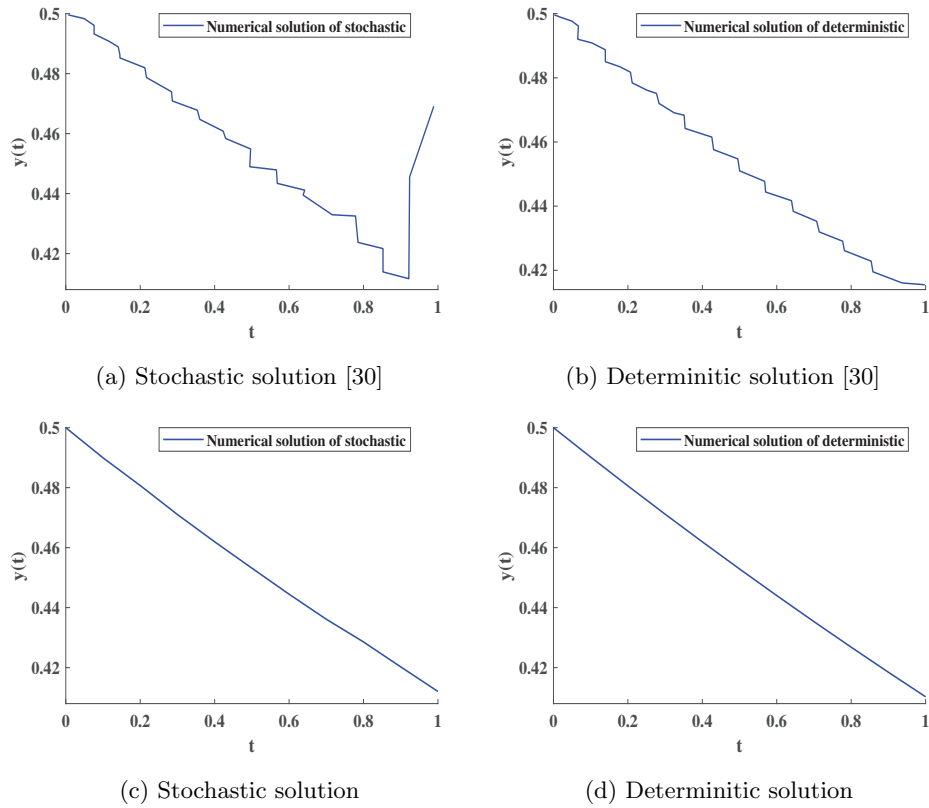 0.5
0.48
0.46
0.44
0.42
y(t)
0 0.2 0.4 0.6 0.8 1
t
Numerical solution of stochastic
(a) Stochastic solution [30]
0.5
0.48
0.46
0.44
0.42
y(t)
0 0.2 0.4 0.6 0.8 1
t
Numerical solution of deterministic
(b) Determinitic solution [30]
0.5
0.48
0.46
0.44
0.42
y(t)
0 0.2 0.4 0.6 0.8 1
t
Numerical solution of stochastic
(c) Stochastic solution
0.5
0.48
0.46
0.44
0.42
y(t)
0 0.2 0.4 0.6 0.8 1
t
Numerical solution of deterministic
(d) Determinitic solution